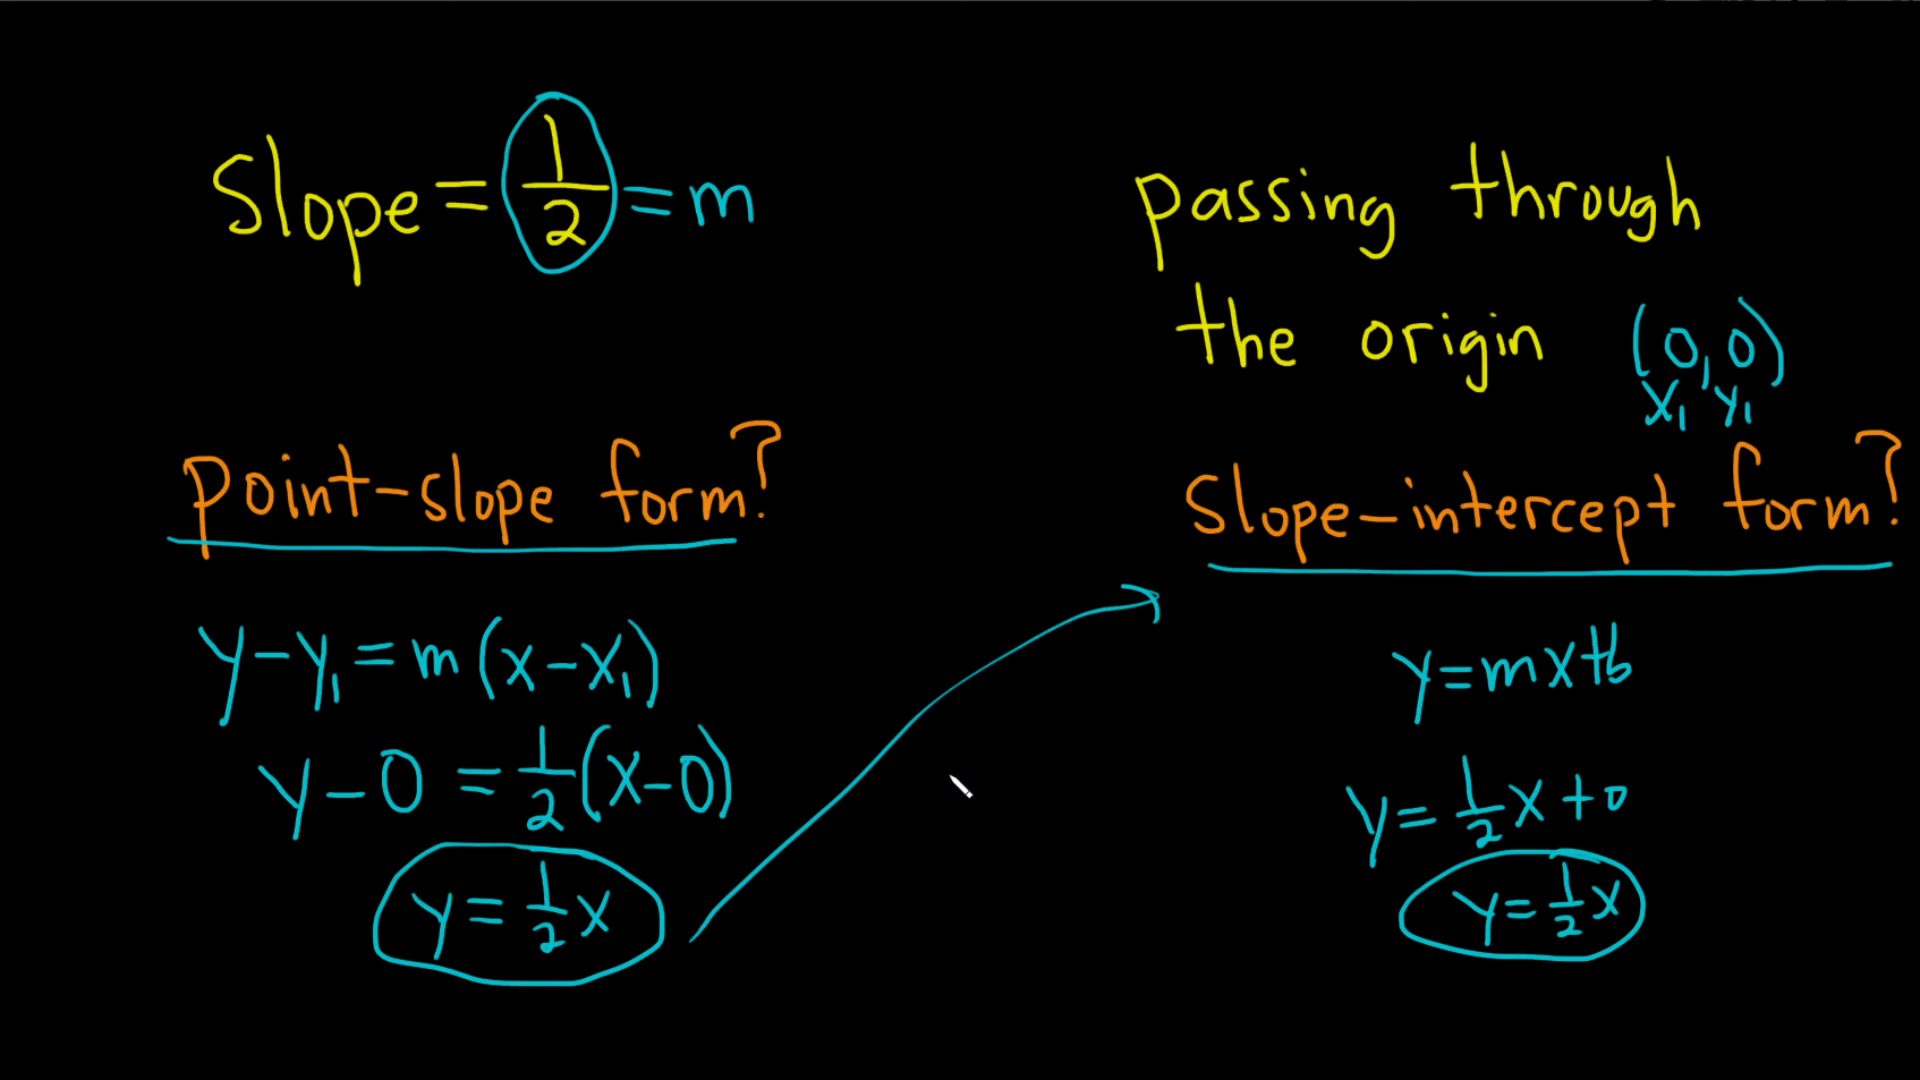 Slope = 1/2 = m
passing through
the origin (0,0)
x₁ y₁
Point-slope form?
y-y₁ = m(x-x₁)
y-0 = 1/2(x-0)
y = 1/2x
Slope-intercept form?
y=mx+b
y= 1/2x+0
y= 1/2x